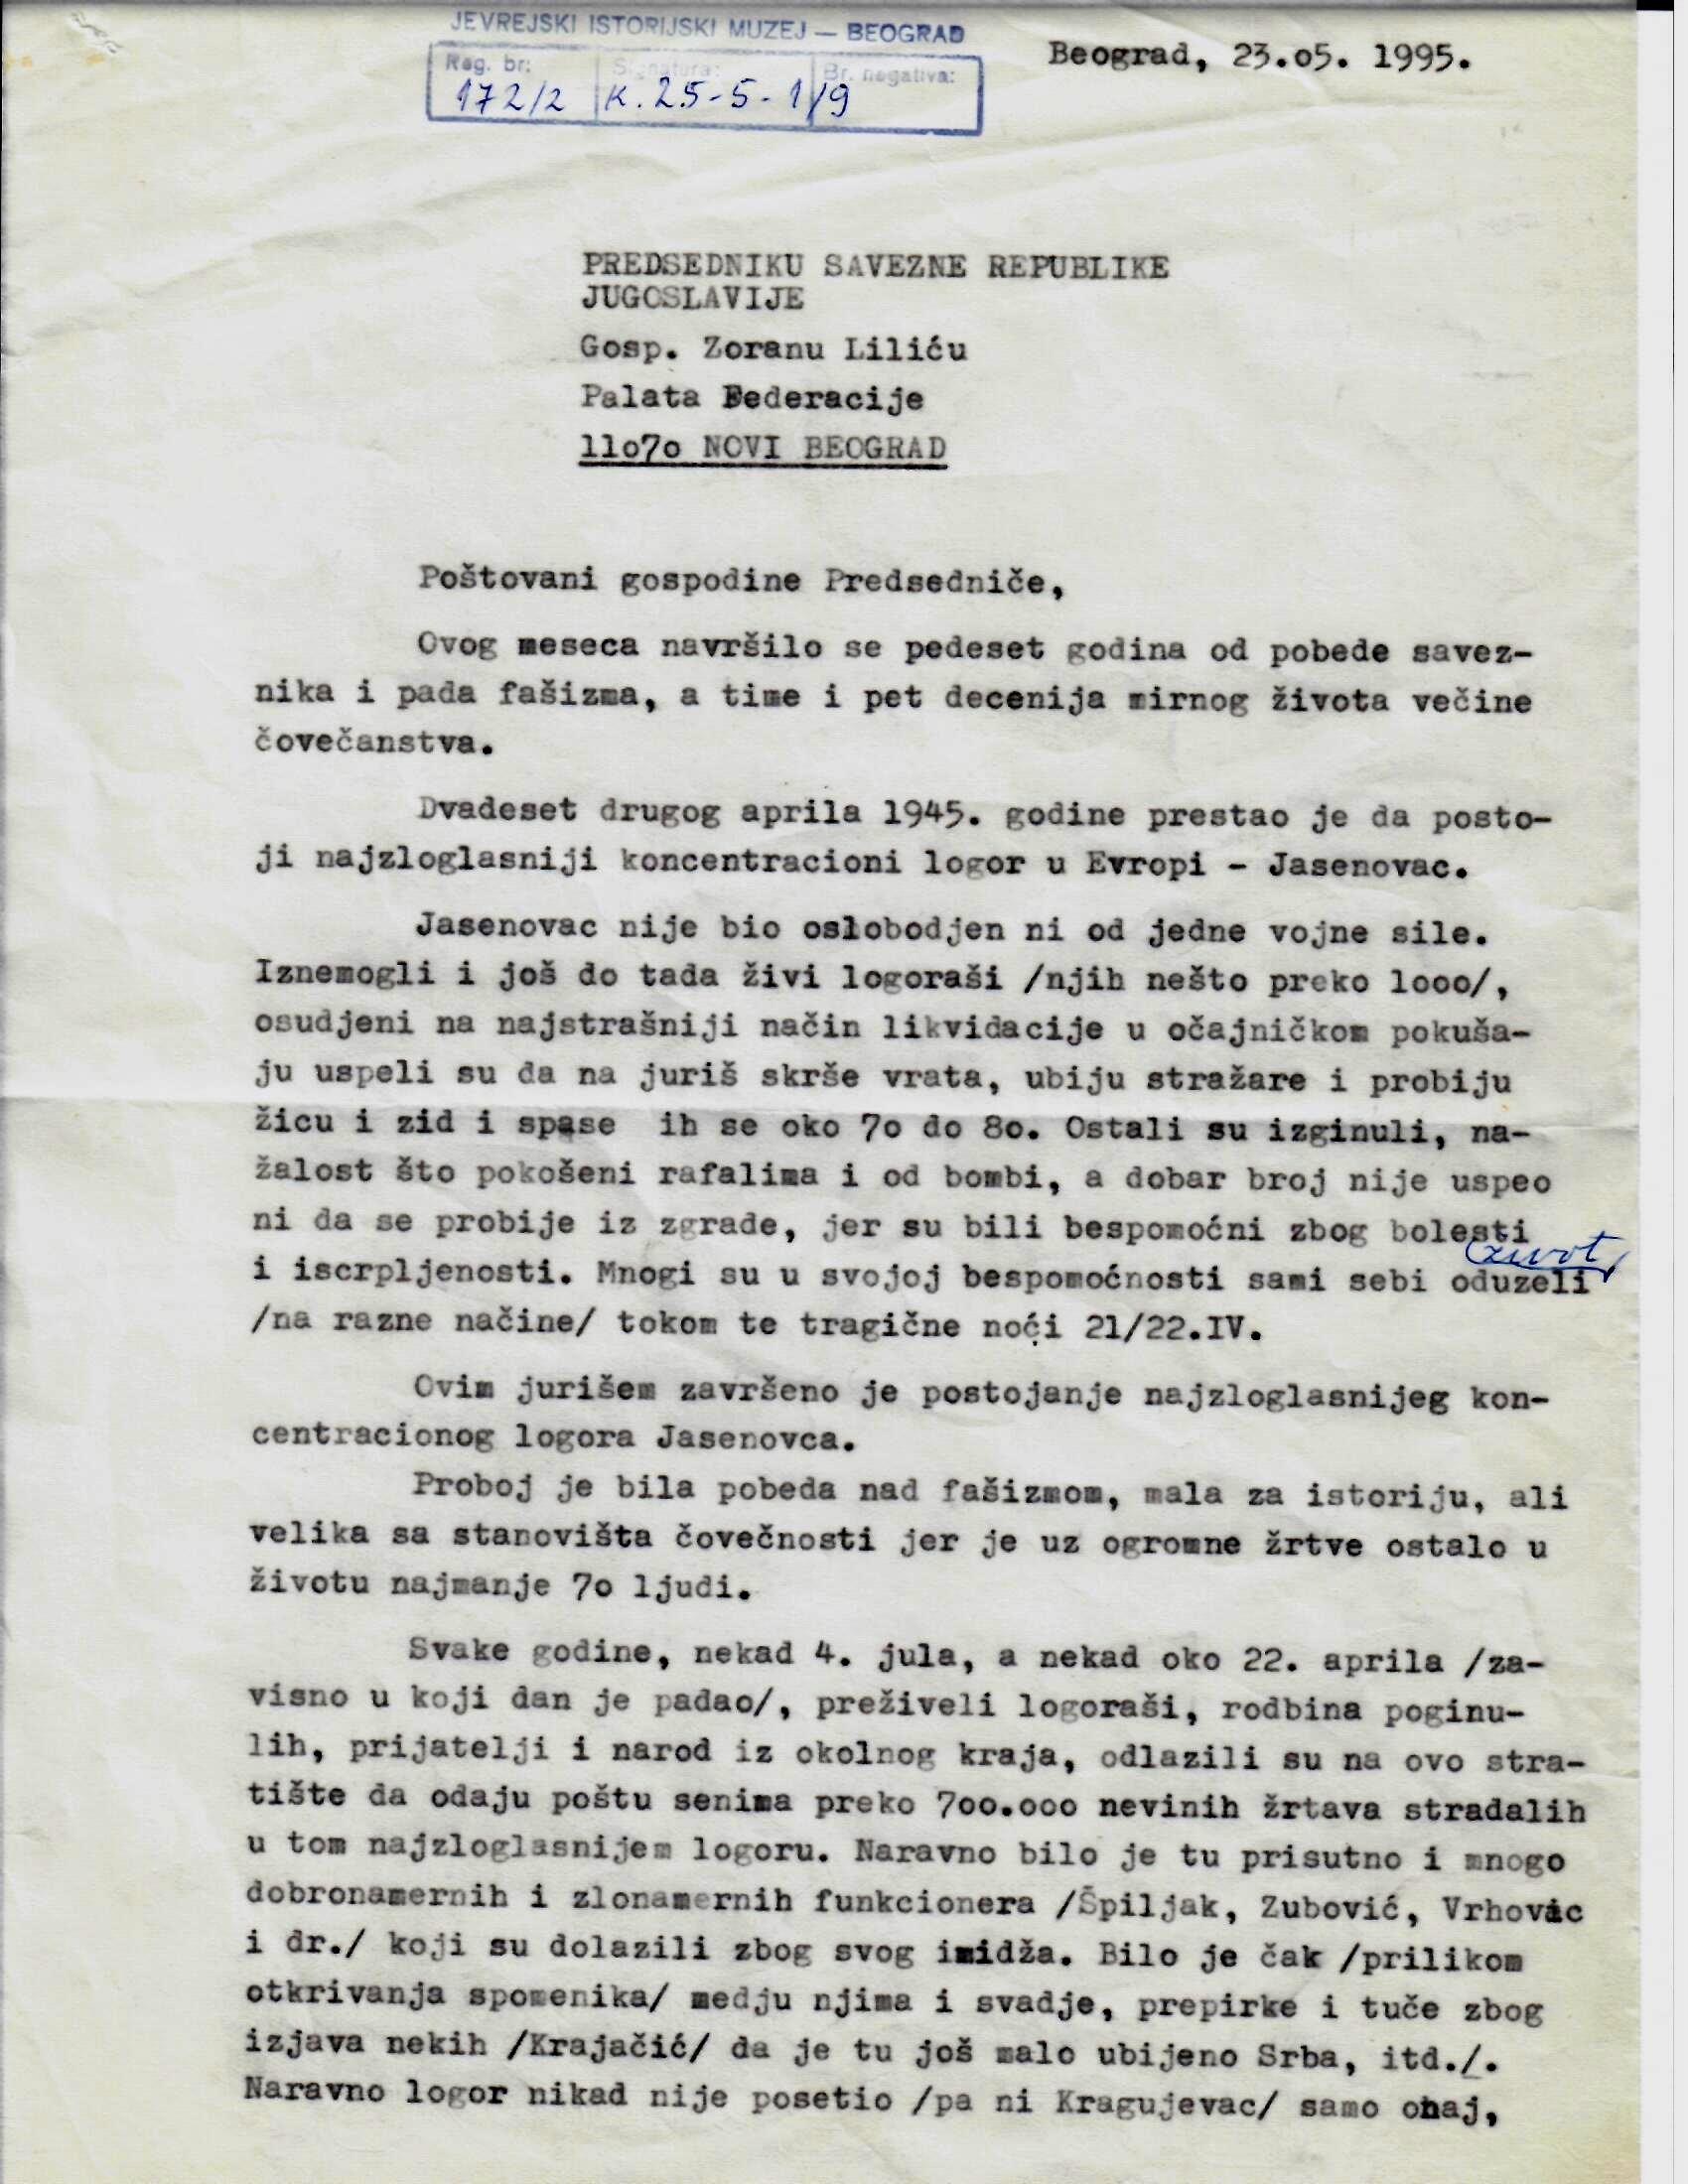 JEVREJSKI ISTORIJSKI MUZEJ — BEOGRAD
Reg. br: Signatura: Br. negativa:
172/2 K. 25-5-1/9
Beograd, 23.o5. 1995.
PREDSEDNIKU SAVEZNE REPUBLIKE
JUGOSLAVIJE
Gosp. Zoranu Liliću
Palata Federacije
11o7o NOVI BEOGRAD
Poštovani gospodine Predsedniče,
Ovog meseca navršilo se pedeset godina od pobede savez-
nika i pada fašizma, a time i pet decenija mirnog života večine
čovečanstva.
Dvadeset drugog aprila 1945. godine prestao je da posto-
ji najzloglasniji koncentracioni logor u Evropi - Jasenovac.
Jasenovac nije bio oslobodjen ni od jedne vojne sile.
Iznemogli i još do tada živi logoraši /njih nešto preko 1ooo/,
osudjeni na najstrašniji način likvidacije u očajničkom pokuša-
ju uspeli su da na juriš skrše vrata, ubiju stražare i probiju
žicu i zid i spase ih se oko 7o do 8o. Ostali su izginuli, na-
žalost što pokošeni rafalima i od bombi, a dobar broj nije uspeo
ni da se probije iz zgrade, jer su bili bespomoćni zbog bolesti
život
i iscrpljenosti. Mnogi su u svojoj bespomoćnosti sami sebi oduzeli
/na razne načine/ tokom te tragične noći 21/22.IV.
Ovim jurišem završeno je postojanje najzloglasnijeg kon-
centracionog logora Jasenovca.
Proboj je bila pobeda nad fašizmom, mala za istoriju, ali
velika sa stanovišta čovečnosti jer je uz ogromne žrtve ostalo u
životu najmanje 7o ljudi.
Svake godine, nekad 4. jula, a nekad oko 22. aprila /za-
visno u koji dan je padao/, preživeli logoraši, rodbina poginu-
lih, prijatelji i narod iz okolnog kraja, odlazili su na ovo stra-
tište da odaju poštu senima preko 7oo.ooo nevinih žrtava stradalih
u tom najzloglasnijem logoru. Naravno bilo je tu prisutno i mnogo
dobronamernih i zlonamernih funkcionera /Špiljak, Zubović, Vrhovac
i dr./ koji su dolazili zbog svog imidža. Bilo je čak /prilikom
otkrivanja spomenika/ medju njima i svadje, prepirke i tuče zbog
izjava nekih /Krajačić/ da je tu još malo ubijeno Srba, itd./.
Naravno logor nikad nije posetio /pa ni Kragujevac/ samo onaj,